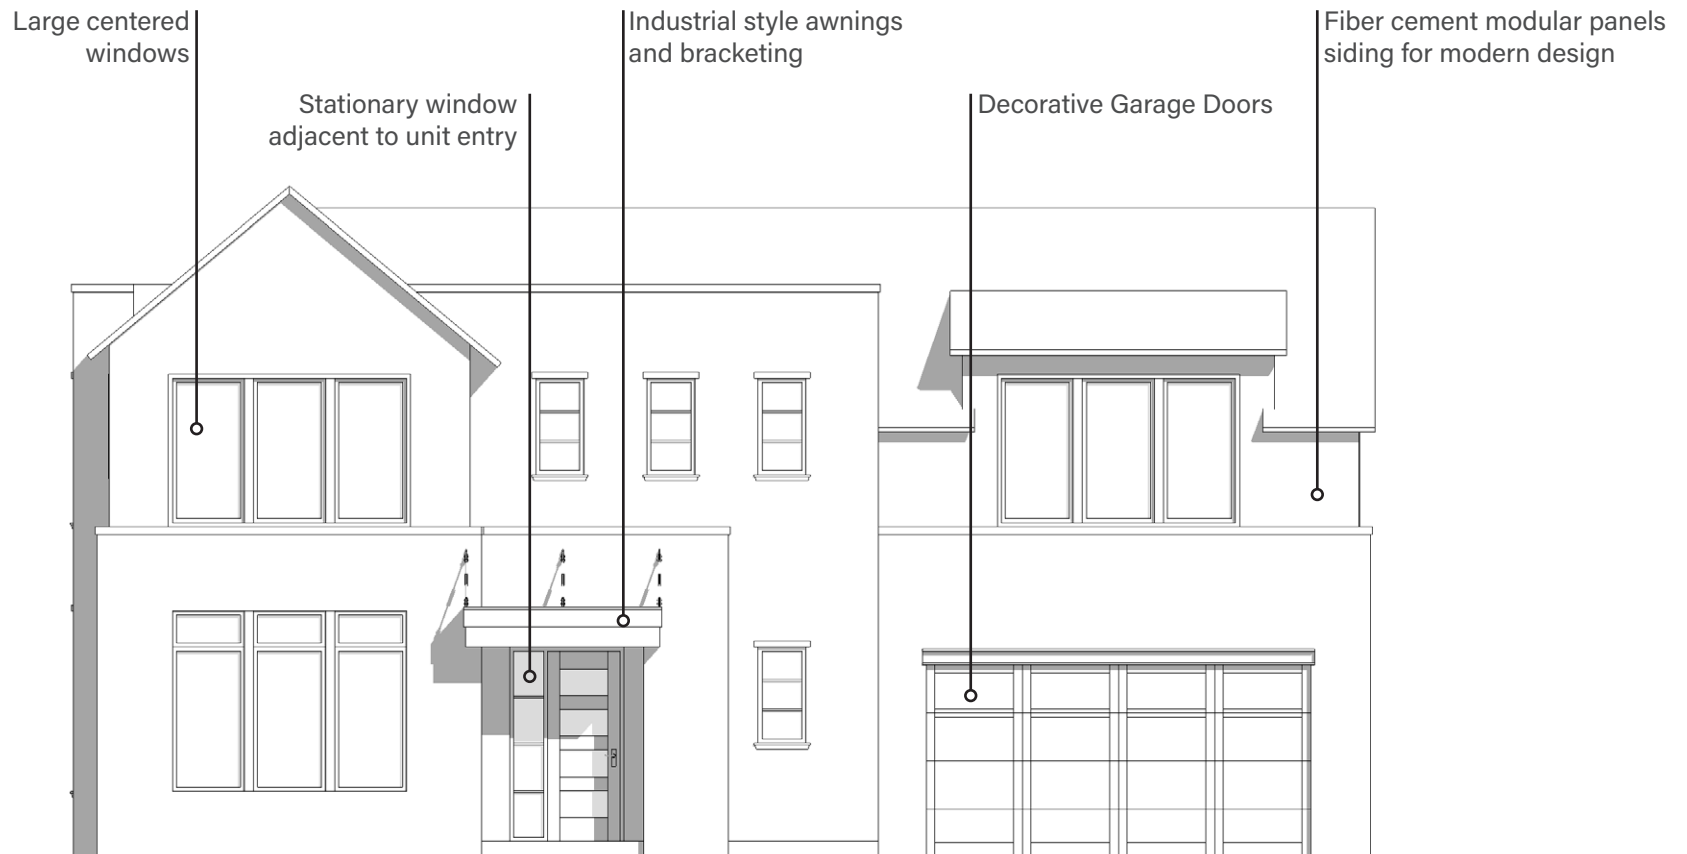 Large centered
windows
Industrial style awnings
and bracketing
Fiber cement modular panels
siding for modern design
Stationary window
adjacent to unit entry
Decorative Garage Doors